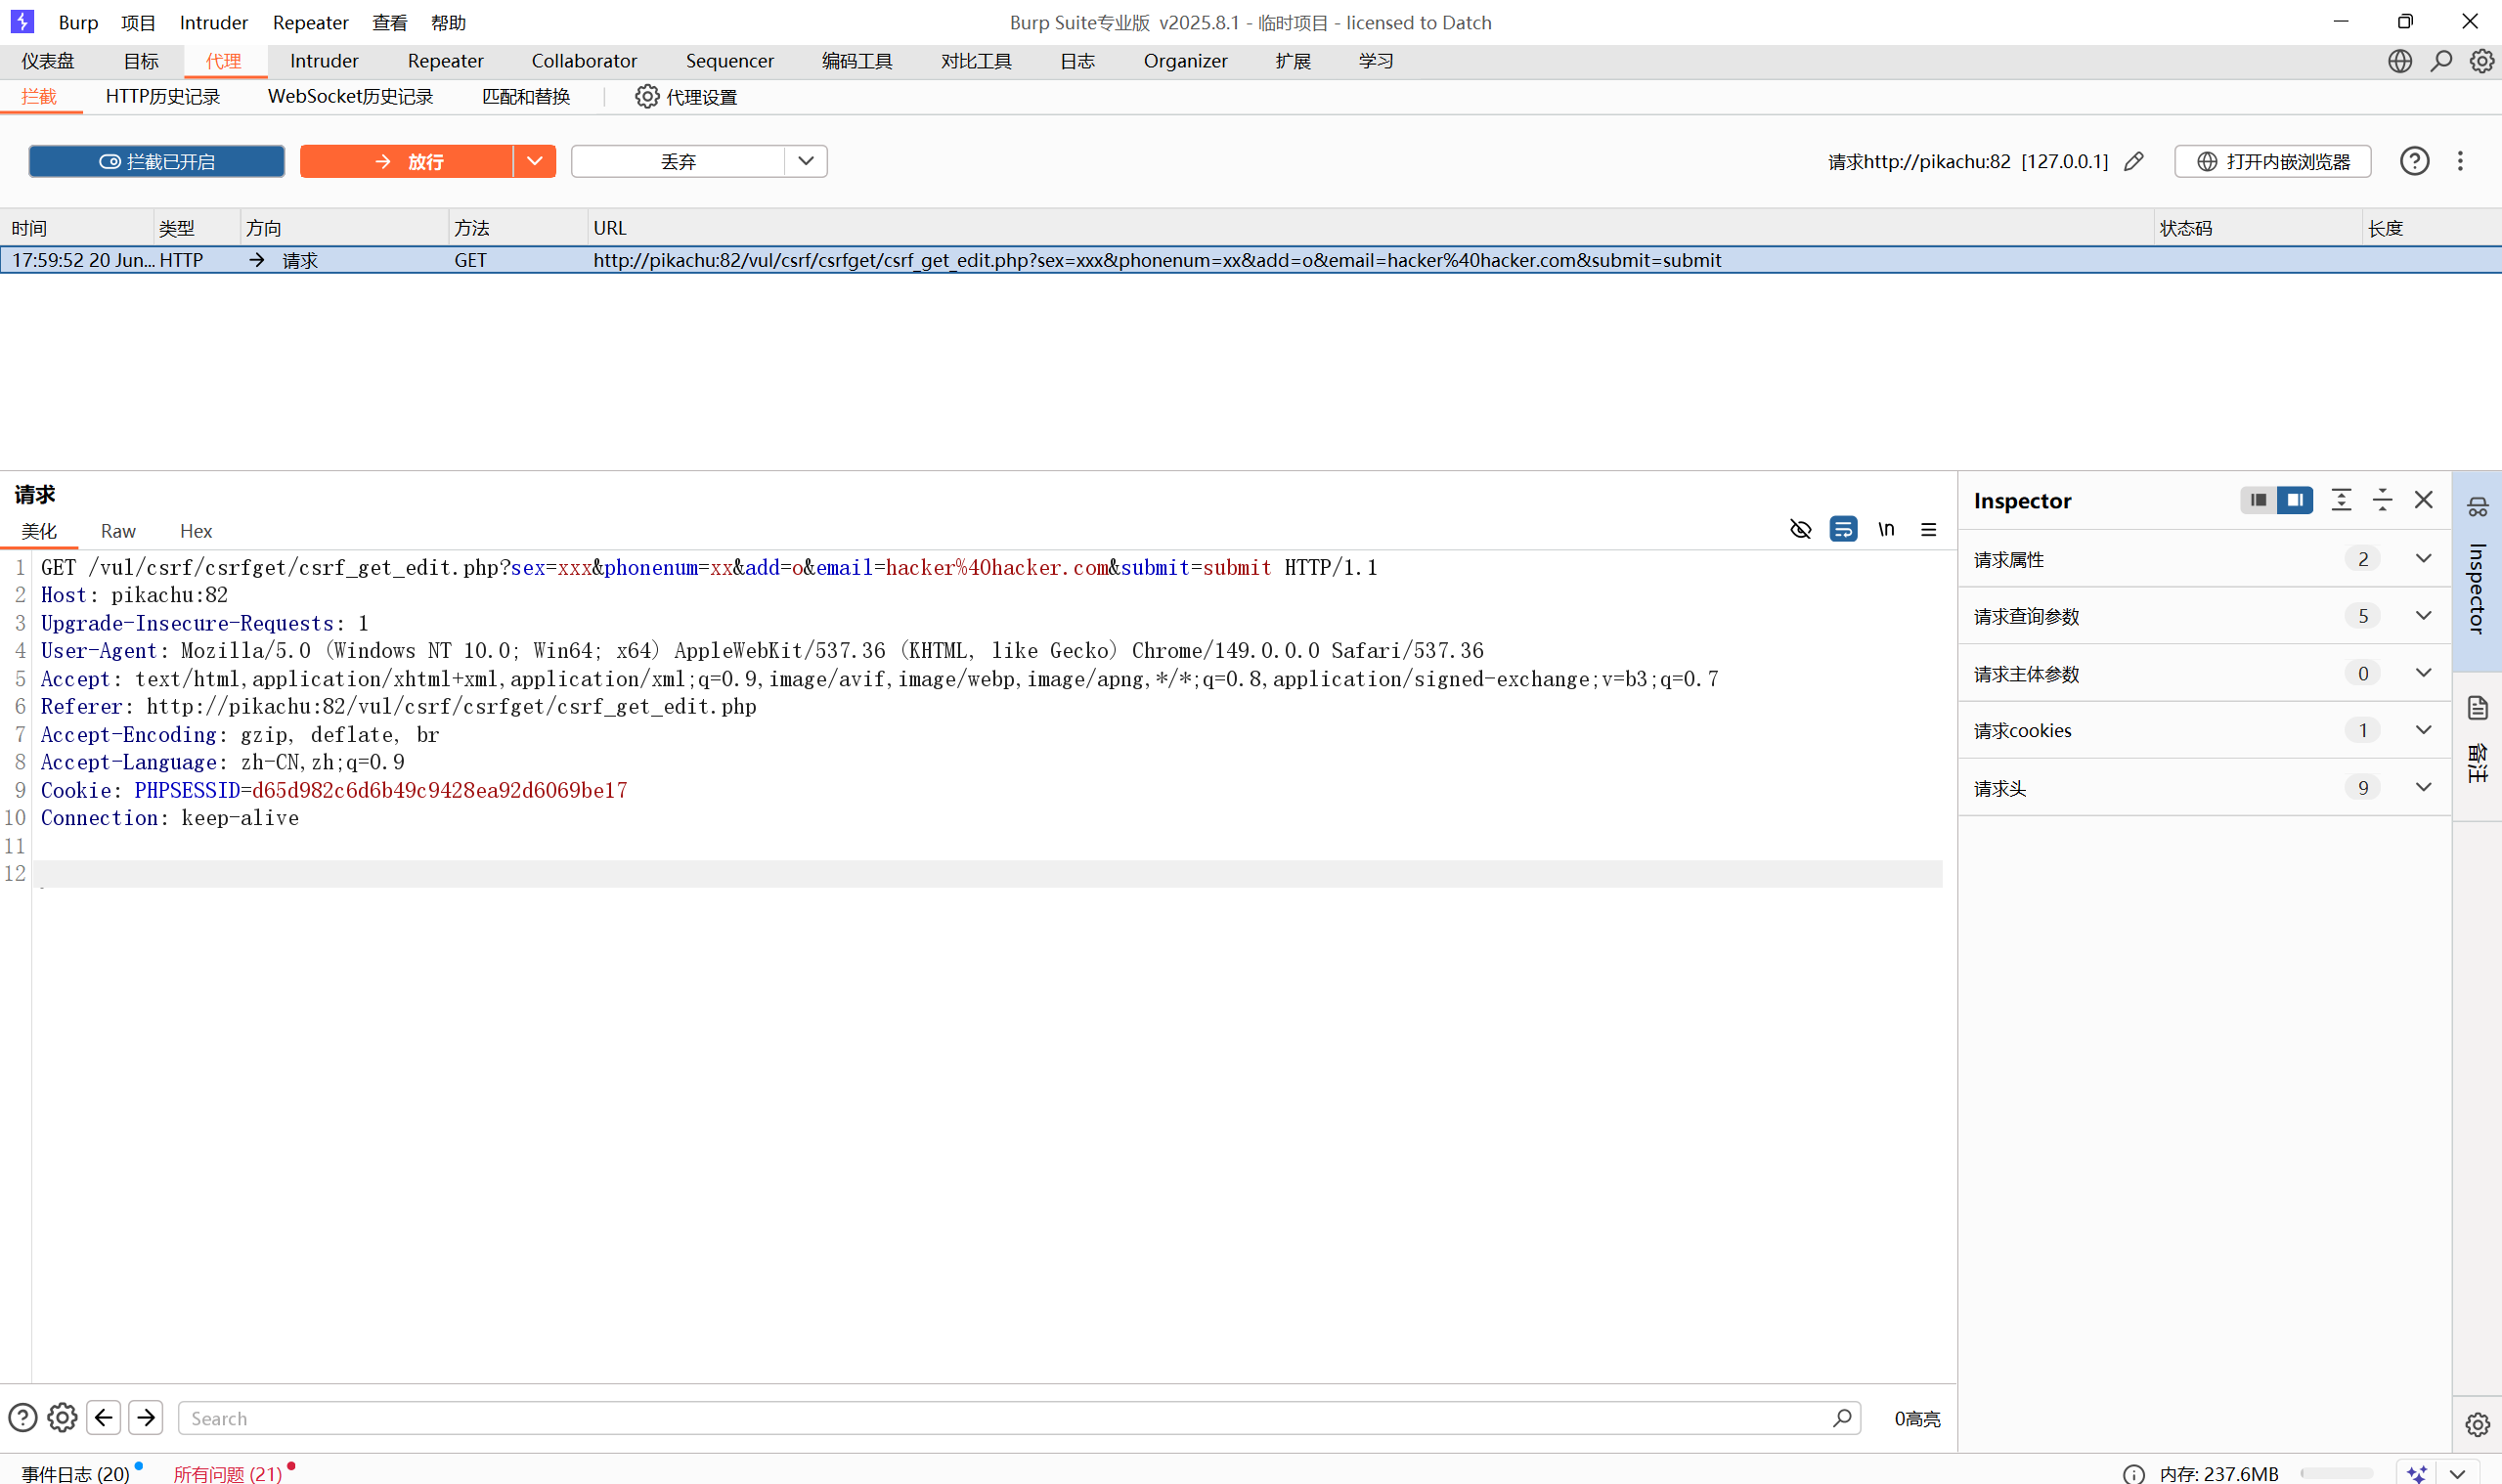 Burp 项目 Intruder Repeater 查看 帮助 Burp Suite专业版 v2025.8.1 - 临时项目 - licensed to Datch
仪表盘 目标 代理 Intruder Repeater Collaborator Sequencer 编码工具 对比工具 日志 Organizer 扩展 学习
拦截 HTTP历史记录 WebSocket历史记录 匹配和替换 代理设置
拦截已开启 放行 丢弃 请求http://pikachu:82 [127.0.0.1] 打开内嵌浏览器
时间 类型 方向 方法 URL 状态码 长度
17:59:52 20 Jun... HTTP → 请求 GET http://pikachu:82/vul/csrf/csrfget/csrf_get_edit.php?sex=xxx&phonenum=xx&add=o&email=hacker%40hacker.com&submit=submit
请求
美化 Raw Hex \n
1 GET /vul/csrf/csrfget/csrf_get_edit.php?sex=xxx&phonenum=xx&add=o&email=hacker%40hacker.com&submit=submit HTTP/1.1
2 Host: pikachu:82
3 Upgrade-Insecure-Requests: 1
4 User-Agent: Mozilla/5.0 (Windows NT 10.0; Win64; x64) AppleWebKit/537.36 (KHTML, like Gecko) Chrome/149.0.0.0 Safari/537.36
5 Accept: text/html,application/xhtml+xml,application/xml;q=0.9,image/avif,image/webp,image/apng,*/*;q=0.8,application/signed-exchange;v=b3;q=0.7
6 Referer: http://pikachu:82/vul/csrf/csrfget/csrf_get_edit.php
7 Accept-Encoding: gzip, deflate, br
8 Accept-Language: zh-CN,zh;q=0.9
9 Cookie: PHPSESSID=d65d982c6d6b49c9428ea92d6069be17
10 Connection: keep-alive
11
12
Inspector
请求属性 2
请求查询参数 5
请求主体参数 0
请求cookies 1
请求头 9
Inspector
备注
Search 0高亮
事件日志 (20) 所有问题 (21) 内存: 237.6MB